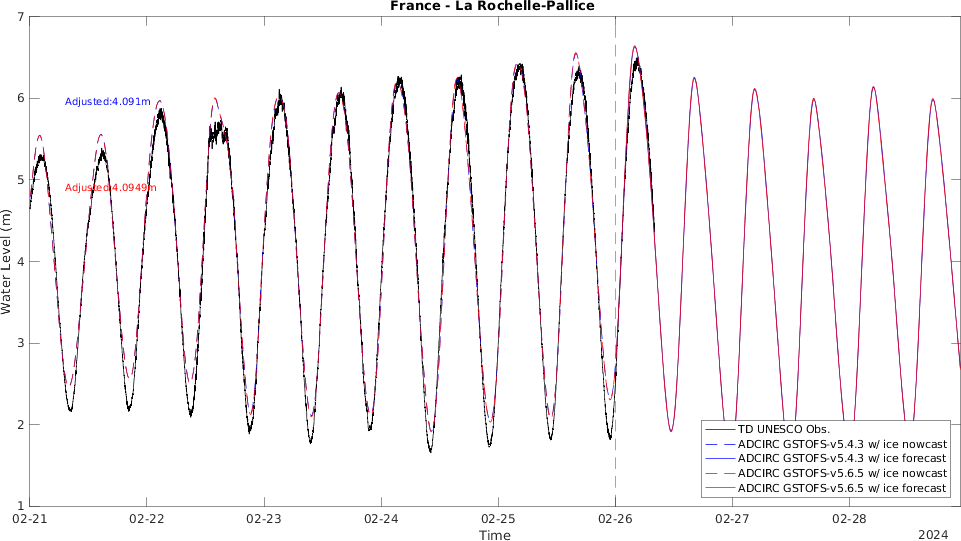 France - La Rochelle-Pallice
7
6
5
4
3
2
1
Water Level (m)
Adjusted:4.091m
Adjusted:4.0949m
TD UNESCO Obs.
ADCIRC GSTOFS-v5.4.3 w/ ice nowcast
ADCIRC GSTOFS-v5.4.3 w/ ice forecast
ADCIRC GSTOFS-v5.6.5 w/ ice nowcast
ADCIRC GSTOFS-v5.6.5 w/ ice forecast
02-21 02-22 02-23 02-24 02-25 02-26 02-27 02-28
Time
2024